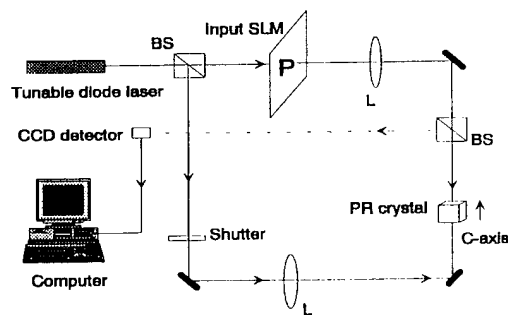 Input SLM
BS
P
Tunable diode laser
L
CCD detector
BS
PR crystal
C-axis
Shutter
Computer
L